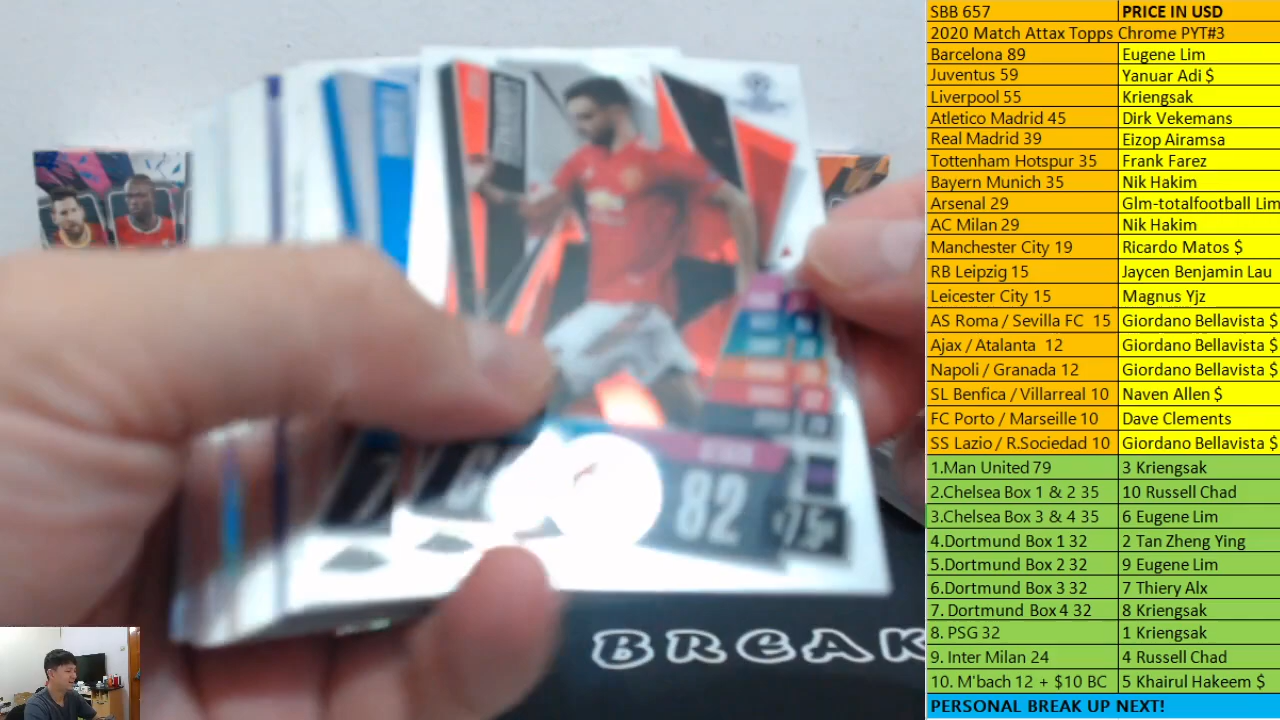 SBB 657 PRICE IN USD
2020 Match Attax Topps Chrome PYT#3
Barcelona 89 Eugene Lim
Juventus 59 Yanuar Adi $
Liverpool 55 Kriengsak
Atletico Madrid 45 Dirk Vekemans
Real Madrid 39 Eizop Airamsa
Tottenham Hotspur 35 Frank Farez
Bayern Munich 35 Nik Hakim
Arsenal 29 Glm-totalfootball Lim
AC Milan 29 Nik Hakim
Manchester City 19 Ricardo Matos $
RB Leipzig 15 Jaycen Benjamin Lau
Leicester City 15 Magnus Yjz
AS Roma / Sevilla FC 15 Giordano Bellavista $
Ajax / Atalanta 12 Giordano Bellavista $
Napoli / Granada 12 Giordano Bellavista $
SL Benfica / Villarreal 10 Naven Allen $
FC Porto / Marseille 10 Dave Clements
SS Lazio / R.Sociedad 10 Giordano Bellavista $
1.Man United 79 3 Kriengsak
2.Chelsea Box 1 & 2 35 10 Russell Chad
3.Chelsea Box 3 & 4 35 6 Eugene Lim
4.Dortmund Box 1 32 2 Tan Zheng Ying
5.Dortmund Box 2 32 9 Eugene Lim
6.Dortmund Box 3 32 7 Thiery Alx
7. Dortmund Box 4 32 8 Kriengsak
8. PSG 32 1 Kriengsak
9. Inter Milan 24 4 Russell Chad
10. M'bach 12 + $10 BC 5 Khairul Hakeem $
PERSONAL BREAK UP NEXT!
82
BREAK